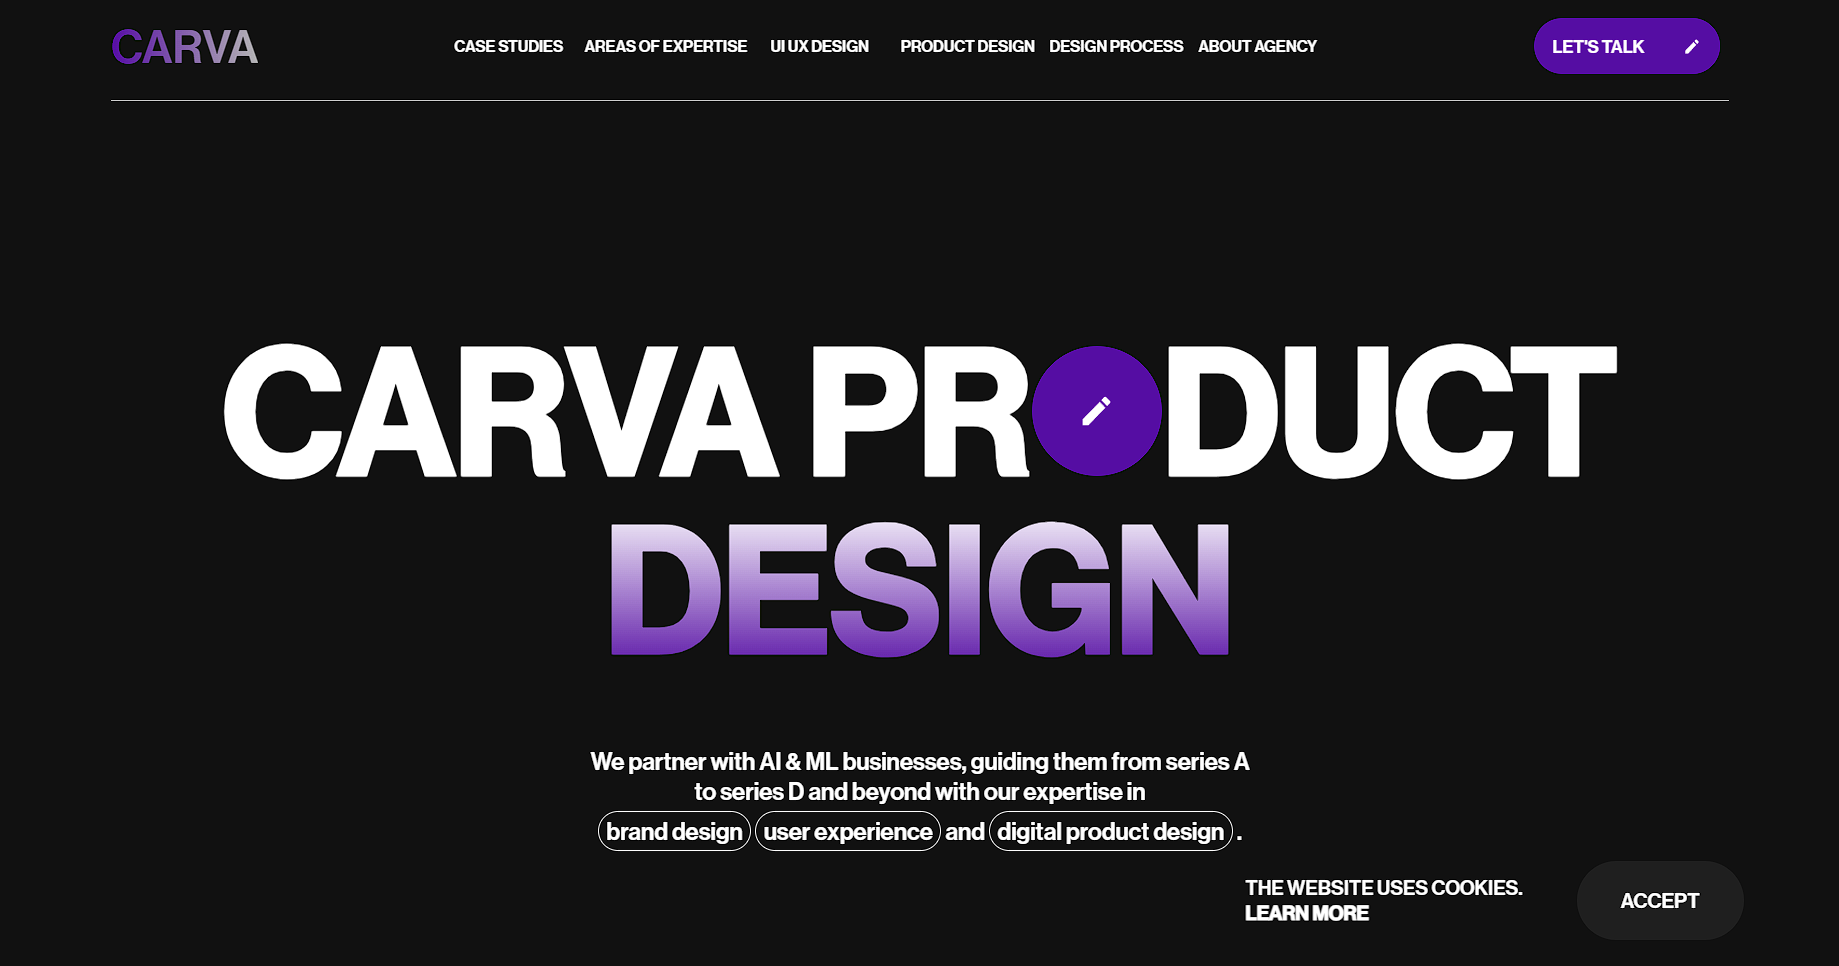 CARVA
CASE STUDIES AREAS OF EXPERTISE UI UX DESIGN PRODUCT DESIGN DESIGN PROCESS ABOUT AGENCY
LET'S TALK
CARVA PRODUCT
DESIGN
We partner with AI & ML businesses, guiding them from series A
to series D and beyond with our expertise in
brand design user experience and digital product design .
THE WEBSITE USES COOKIES.
LEARN MORE
ACCEPT